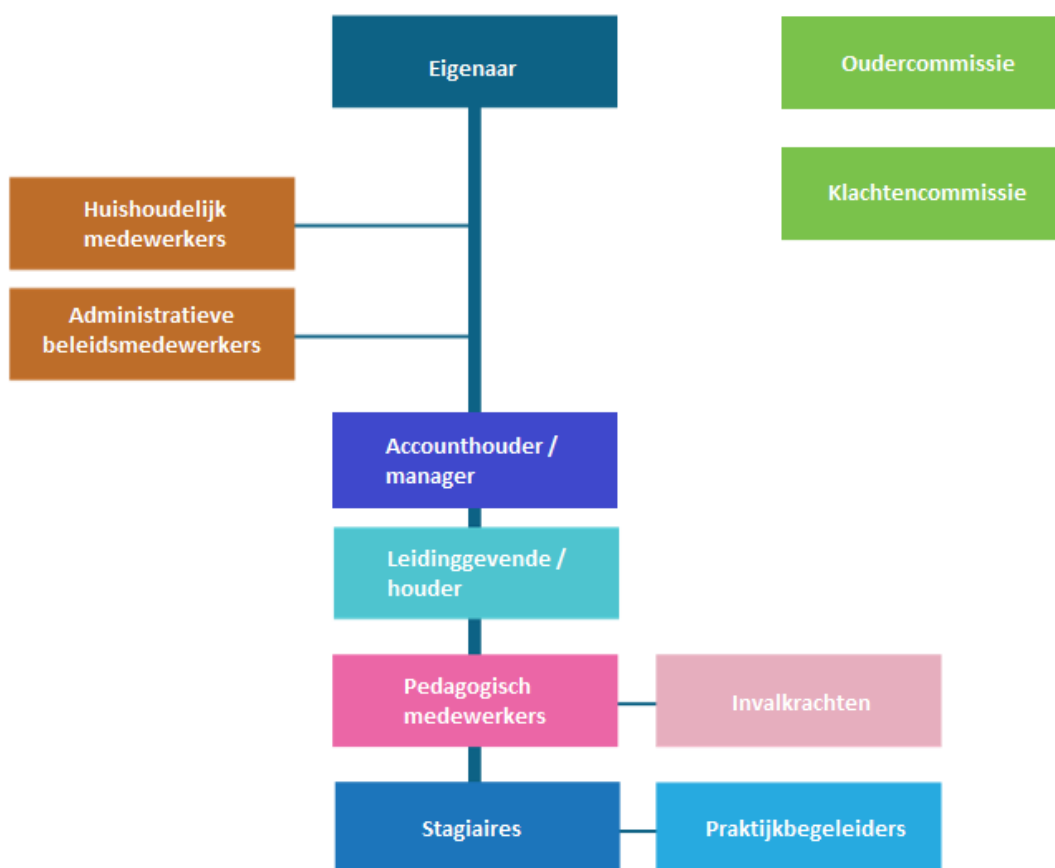 Eigenaar
Oudercommissie
Klachtencommissie
Huishoudelijk
medewerkers
Administratieve
beleidsmedewerkers
Accounthouder /
manager
Leidinggevende /
houder
Pedagogisch
medewerkers
Invalkrachten
Stagiaires
Praktijkbegeleiders